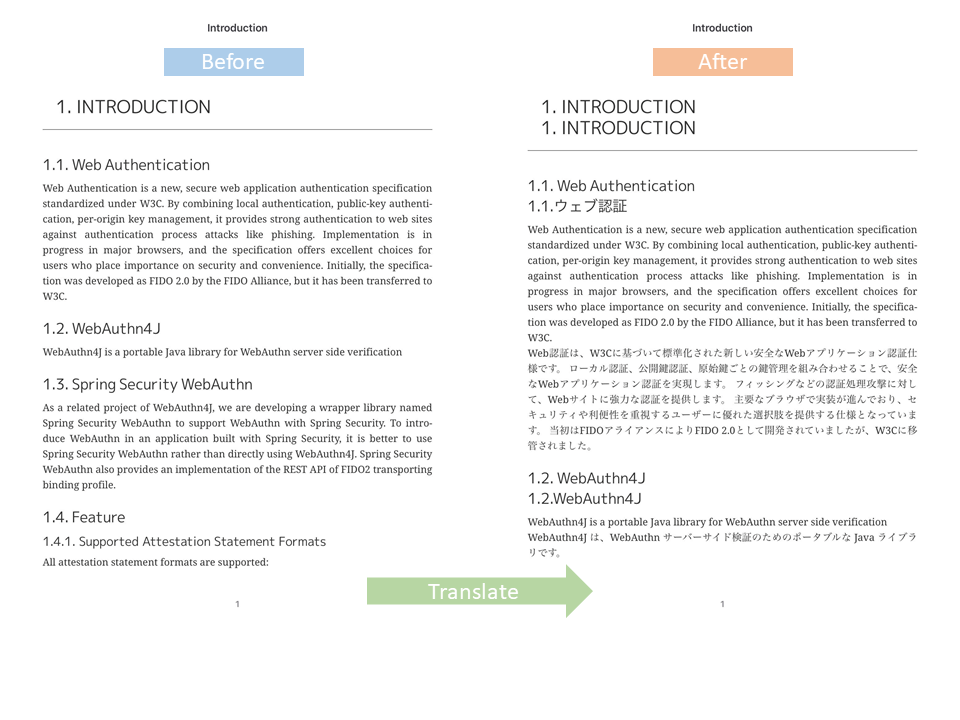 Introduction
Before
1. INTRODUCTION
1.1. Web Authentication
Web Authentication is a new, secure web application authentication specification
standardized under W3C. By combining local authentication, public-key authenti-
cation, per-origin key management, it provides strong authentication to web sites
against authentication process attacks like phishing. Implementation is in
progress in major browsers, and the specification offers excellent choices for
users who place importance on security and convenience. Initially, the specifica-
tion was developed as FIDO 2.0 by the FIDO Alliance, but it has been transferred to
W3C.
1.2. WebAuthn4J
WebAuthn4J is a portable Java library for WebAuthn server side verification
1.3. Spring Security WebAuthn
As a related project of WebAuthn4J, we are developing a wrapper library named
Spring Security WebAuthn to support WebAuthn with Spring Security. To intro-
duce WebAuthn in an application built with Spring Security, it is better to use
Spring Security WebAuthn rather than directly using WebAuthn4J. Spring Security
WebAuthn also provides an implementation of the REST API of FIDO2 transporting
binding profile.
1.4. Feature
1.4.1. Supported Attestation Statement Formats
All attestation statement formats are supported:
1
Translate
Introduction
After
1. INTRODUCTION
1. INTRODUCTION
1.1. Web Authentication
1.1.ウェブ認証
Web Authentication is a new, secure web application authentication specification
standardized under W3C. By combining local authentication, public-key authenti-
cation, per-origin key management, it provides strong authentication to web sites
against authentication process attacks like phishing. Implementation is in
progress in major browsers, and the specification offers excellent choices for
users who place importance on security and convenience. Initially, the specifica-
tion was developed as FIDO 2.0 by the FIDO Alliance, but it has been transferred to
W3C.
Web認証は、W3Cに基づいて標準化された新しい安全なWebアプリケーション認証仕
様です。 ローカル認証、公開鍵認証、原始鍵ごとの鍵管理を組み合わせることで、安全
なWebアプリケーション認証を実現します。 フィッシングなどの認証処理攻撃に対し
て、Webサイトに強力な認証を提供します。 主要なブラウザで実装が進んでおり、セ
キュリティや利便性を重視するユーザーに優れた選択肢を提供する仕様となっていま
す。 当初はFIDOアライアンスによりFIDO 2.0として開発されていましたが、W3Cに移
管されました。
1.2. WebAuthn4J
1.2.WebAuthn4J
WebAuthn4J is a portable Java library for WebAuthn server side verification
WebAuthn4J は、WebAuthn サーバーサイド検証のためのポータブルな Java ライブラ
リです。
1